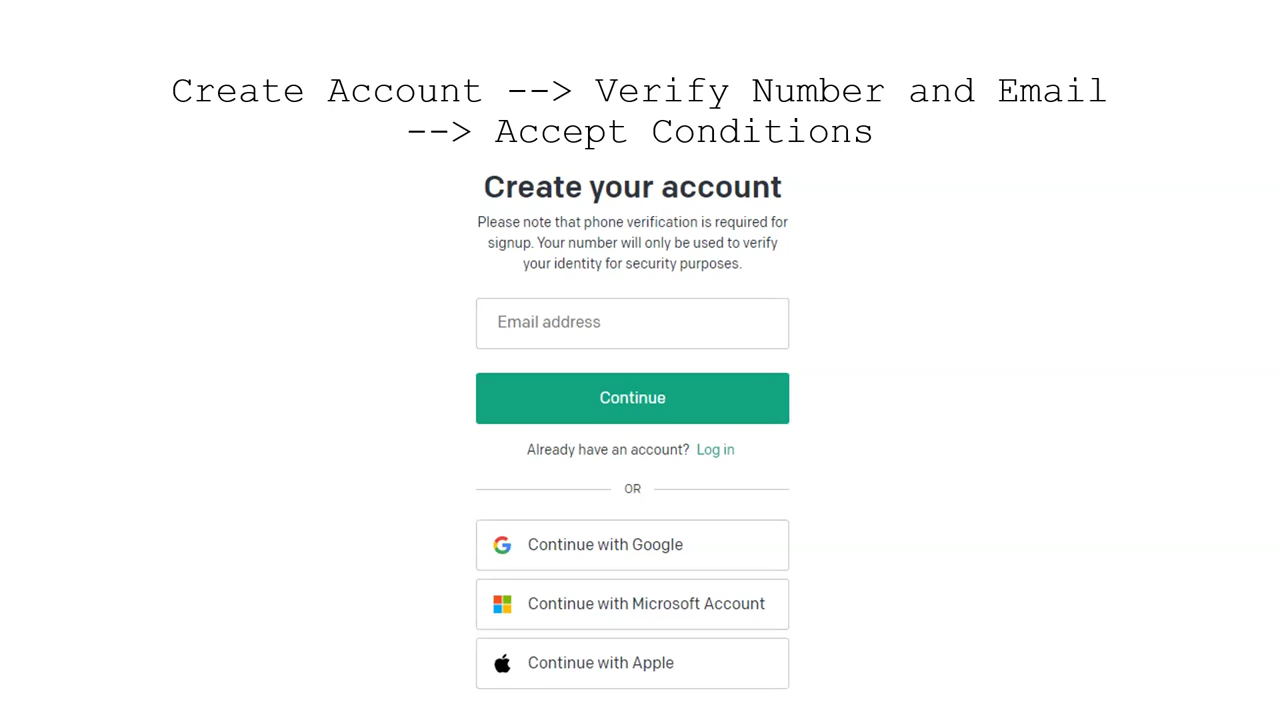 Create Account --> Verify Number and Email
--> Accept Conditions
Create your account
Please note that phone verification is required for
signup. Your number will only be used to verify
your identity for security purposes.
Email address
Continue
Already have an account? Log in
OR
Continue with Google
Continue with Microsoft Account
Continue with Apple